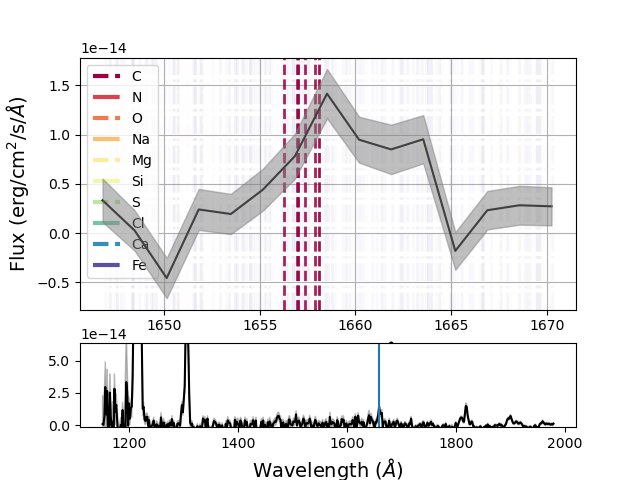 1e−14
Flux (erg/cm²/s/Å)
1.5
1.0
0.5
0.0
−0.5
C
N
O
Na
Mg
Si
S
Cl
Ca
Fe
1650 1655 1660 1665 1670
1e−14
5.0
2.5
0.0
1200 1400 1600 1800 2000
Wavelength (Å)